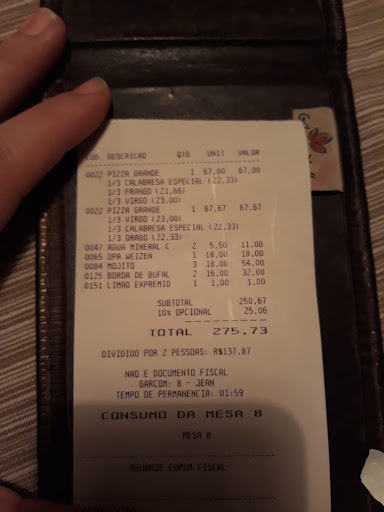 COD. DESCRICAO QTD UNIT VALOR
0022 PIZZA GRANDE 1 67,00 67,00
1/3 CALABRESA ESPECIAL (22,33)
1/3 FRANGO (21,66)
1/3 VIRGO (23,00)
0022 PIZZA GRANDE 1 67,67 67,67
1/3 VIRGO (23,00)
1/3 CALABRESA ESPECIAL (22,33)
1/3 DRAGO (22,33)
0047 AGUA MINERAL C 2 5,50 11,00
0065 OPA WEIZEN 1 18,00 18,00
0084 MOJITO 3 18,00 54,00
0125 BORDA DE BUFAL 2 16,00 32,00
0151 LIMAO EXPREMID 1 1,00 1,00
SUBTOTAL 250,67
10% OPCIONAL 25,06
TOTAL 275,73
DIVIDIDO POR 2 PESSOAS: R$137,87
NAO E DOCUMENTO FISCAL
GARCOM: 8 - JEAN
TEMPO DE PERMANENCIA: 01:59
CONSUMO DA MESA 8
MESA 8
AGUARDE CUPOM FISCAL